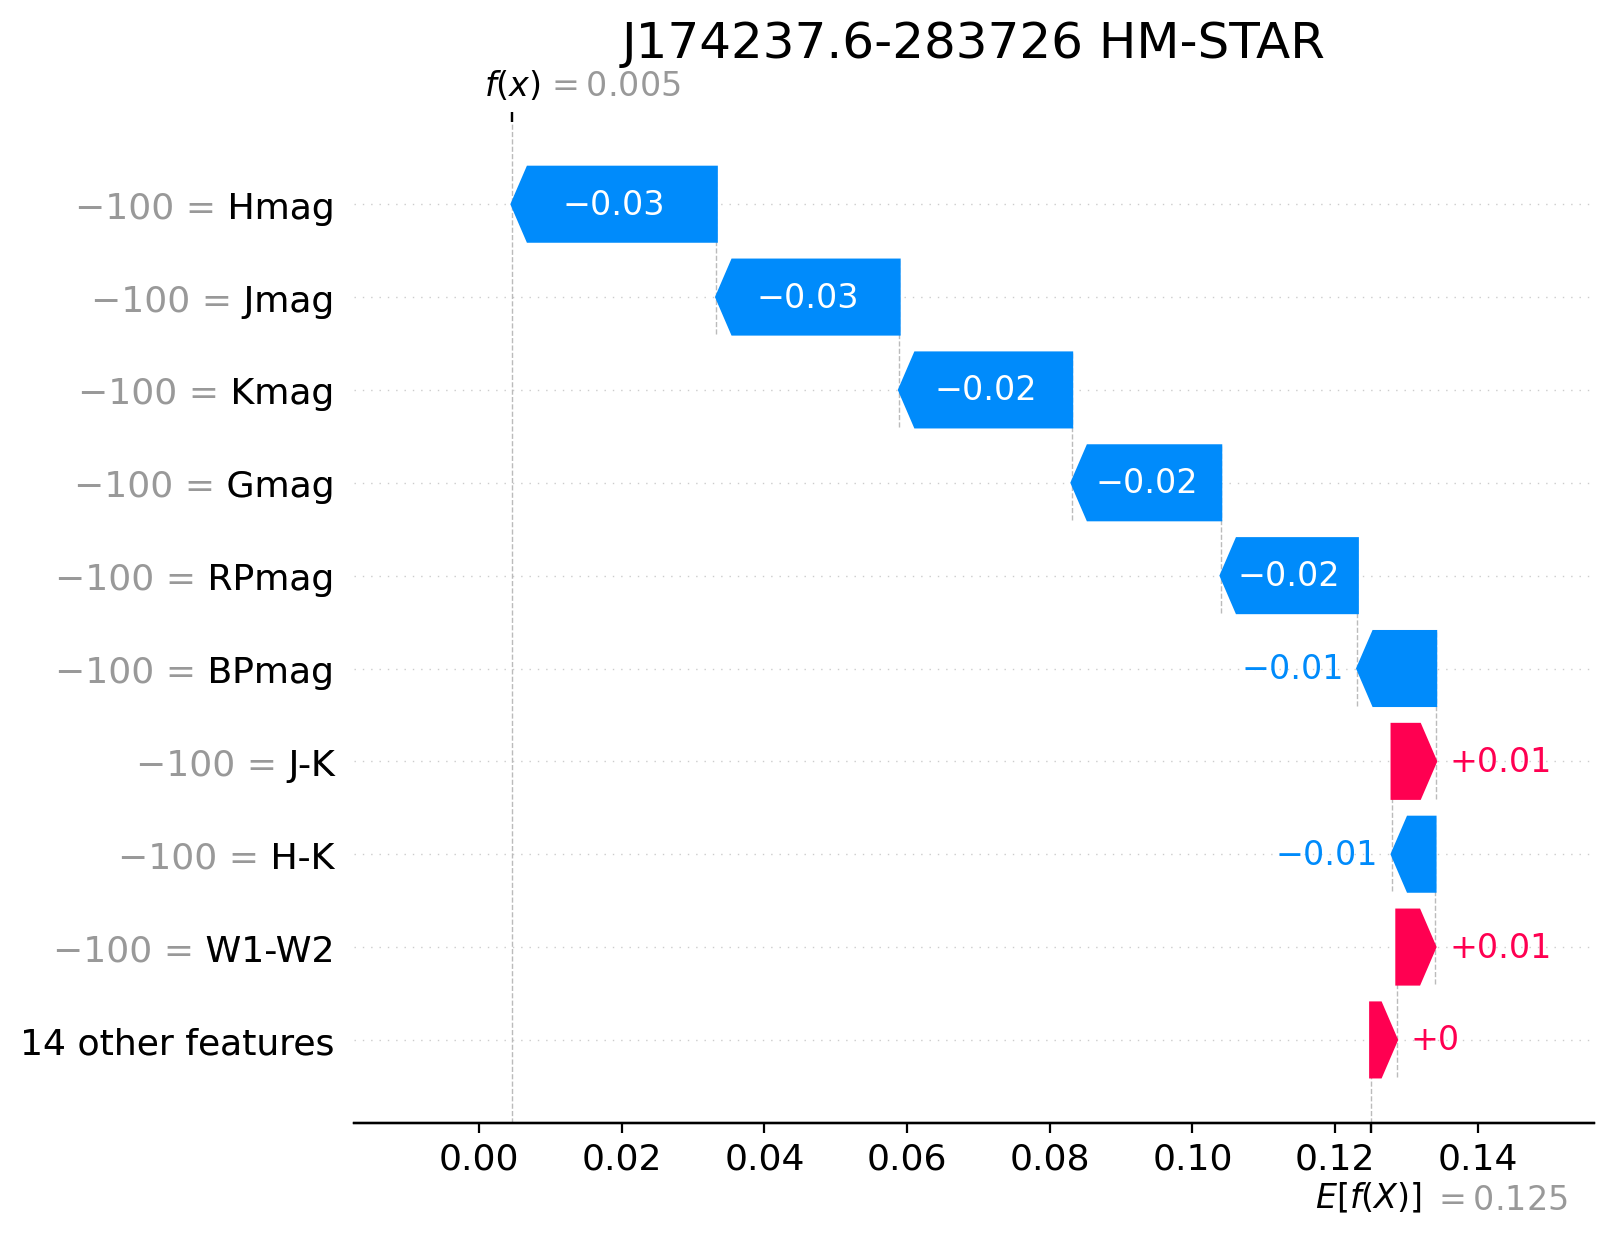 J174237.6-283726 HM-STAR
f(x) = 0.005
−100 = Hmag
−0.03
−100 = Jmag
−0.03
−100 = Kmag
−0.02
−100 = Gmag
−0.02
−100 = RPmag
−0.02
−100 = BPmag
−0.01
−100 = J-K
+0.01
−100 = H-K
−0.01
−100 = W1-W2
+0.01
14 other features
+0
0.00 0.02 0.04 0.06 0.08 0.10 0.12 0.14
E[f(X)] = 0.125